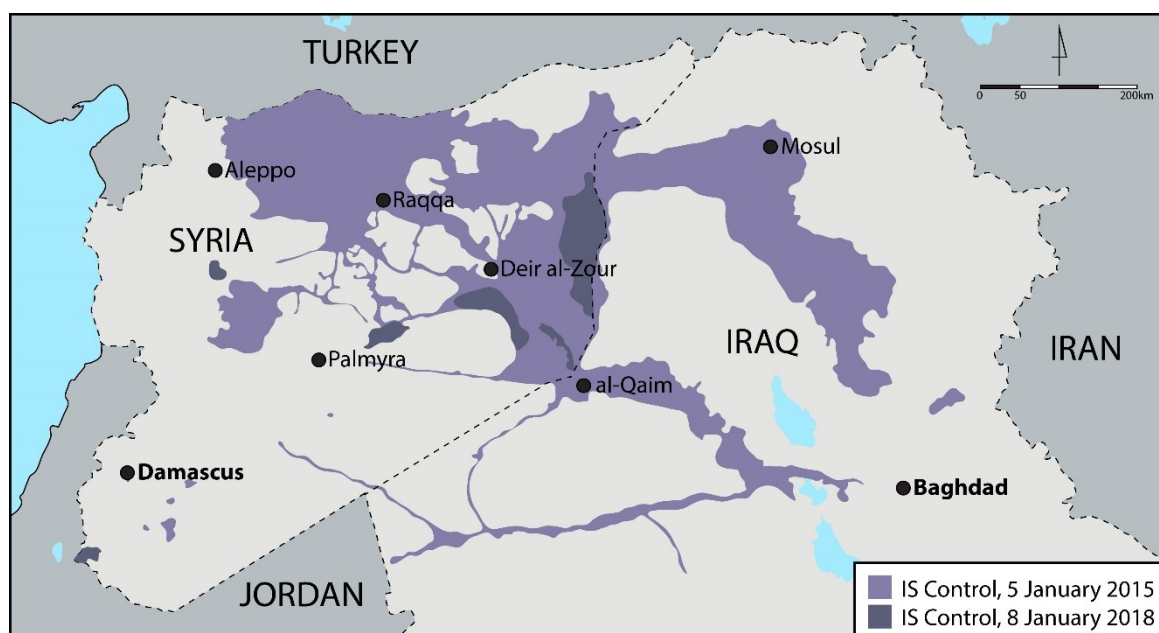 TURKEY
0 50 200km
Aleppo
Mosul
Raqqa
SYRIA
Deir al-Zour
IRAQ
IRAN
Palmyra
al-Qaim
Damascus
Baghdad
JORDAN
IS Control, 5 January 2015
IS Control, 8 January 2018